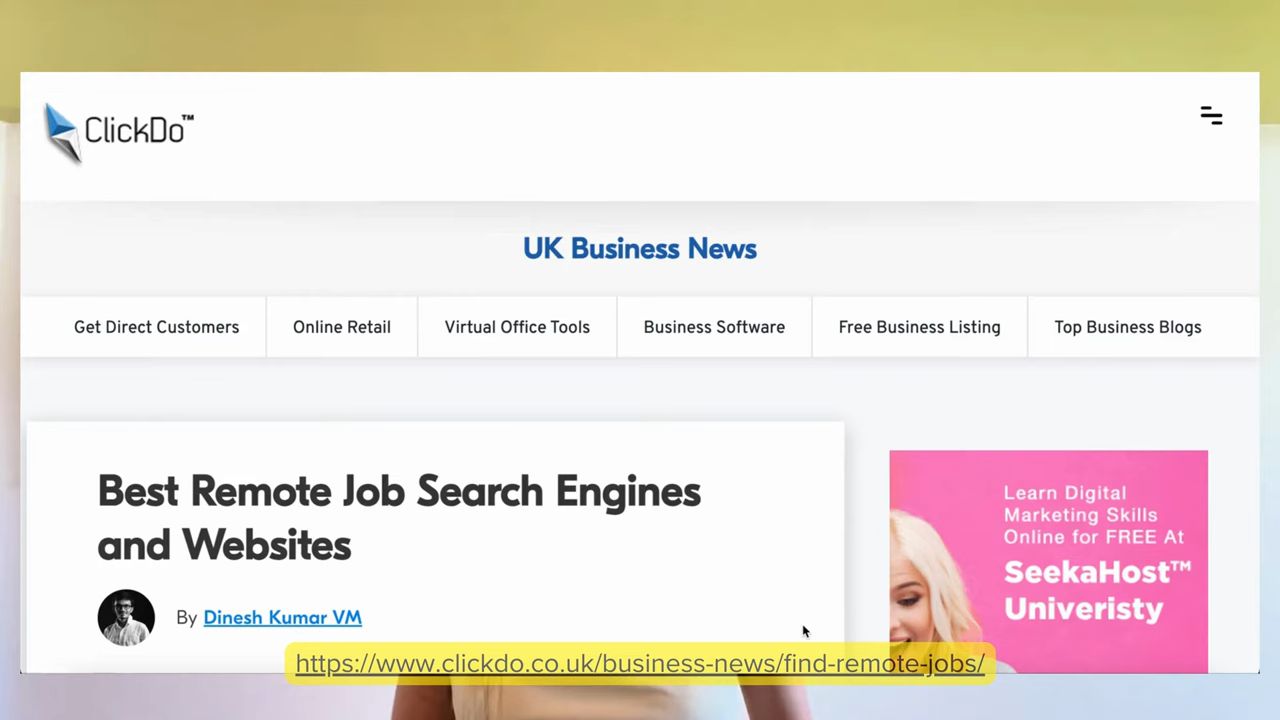 ClickDo™
UK Business News
Get Direct Customers
Online Retail
Virtual Office Tools
Business Software
Free Business Listing
Top Business Blogs
Best Remote Job Search Engines
and Websites
By Dinesh Kumar VM
Learn Digital
Marketing Skills
Online for FREE At
SeekaHost™
Univeristy
https://www.clickdo.co.uk/business-news/find-remote-jobs/